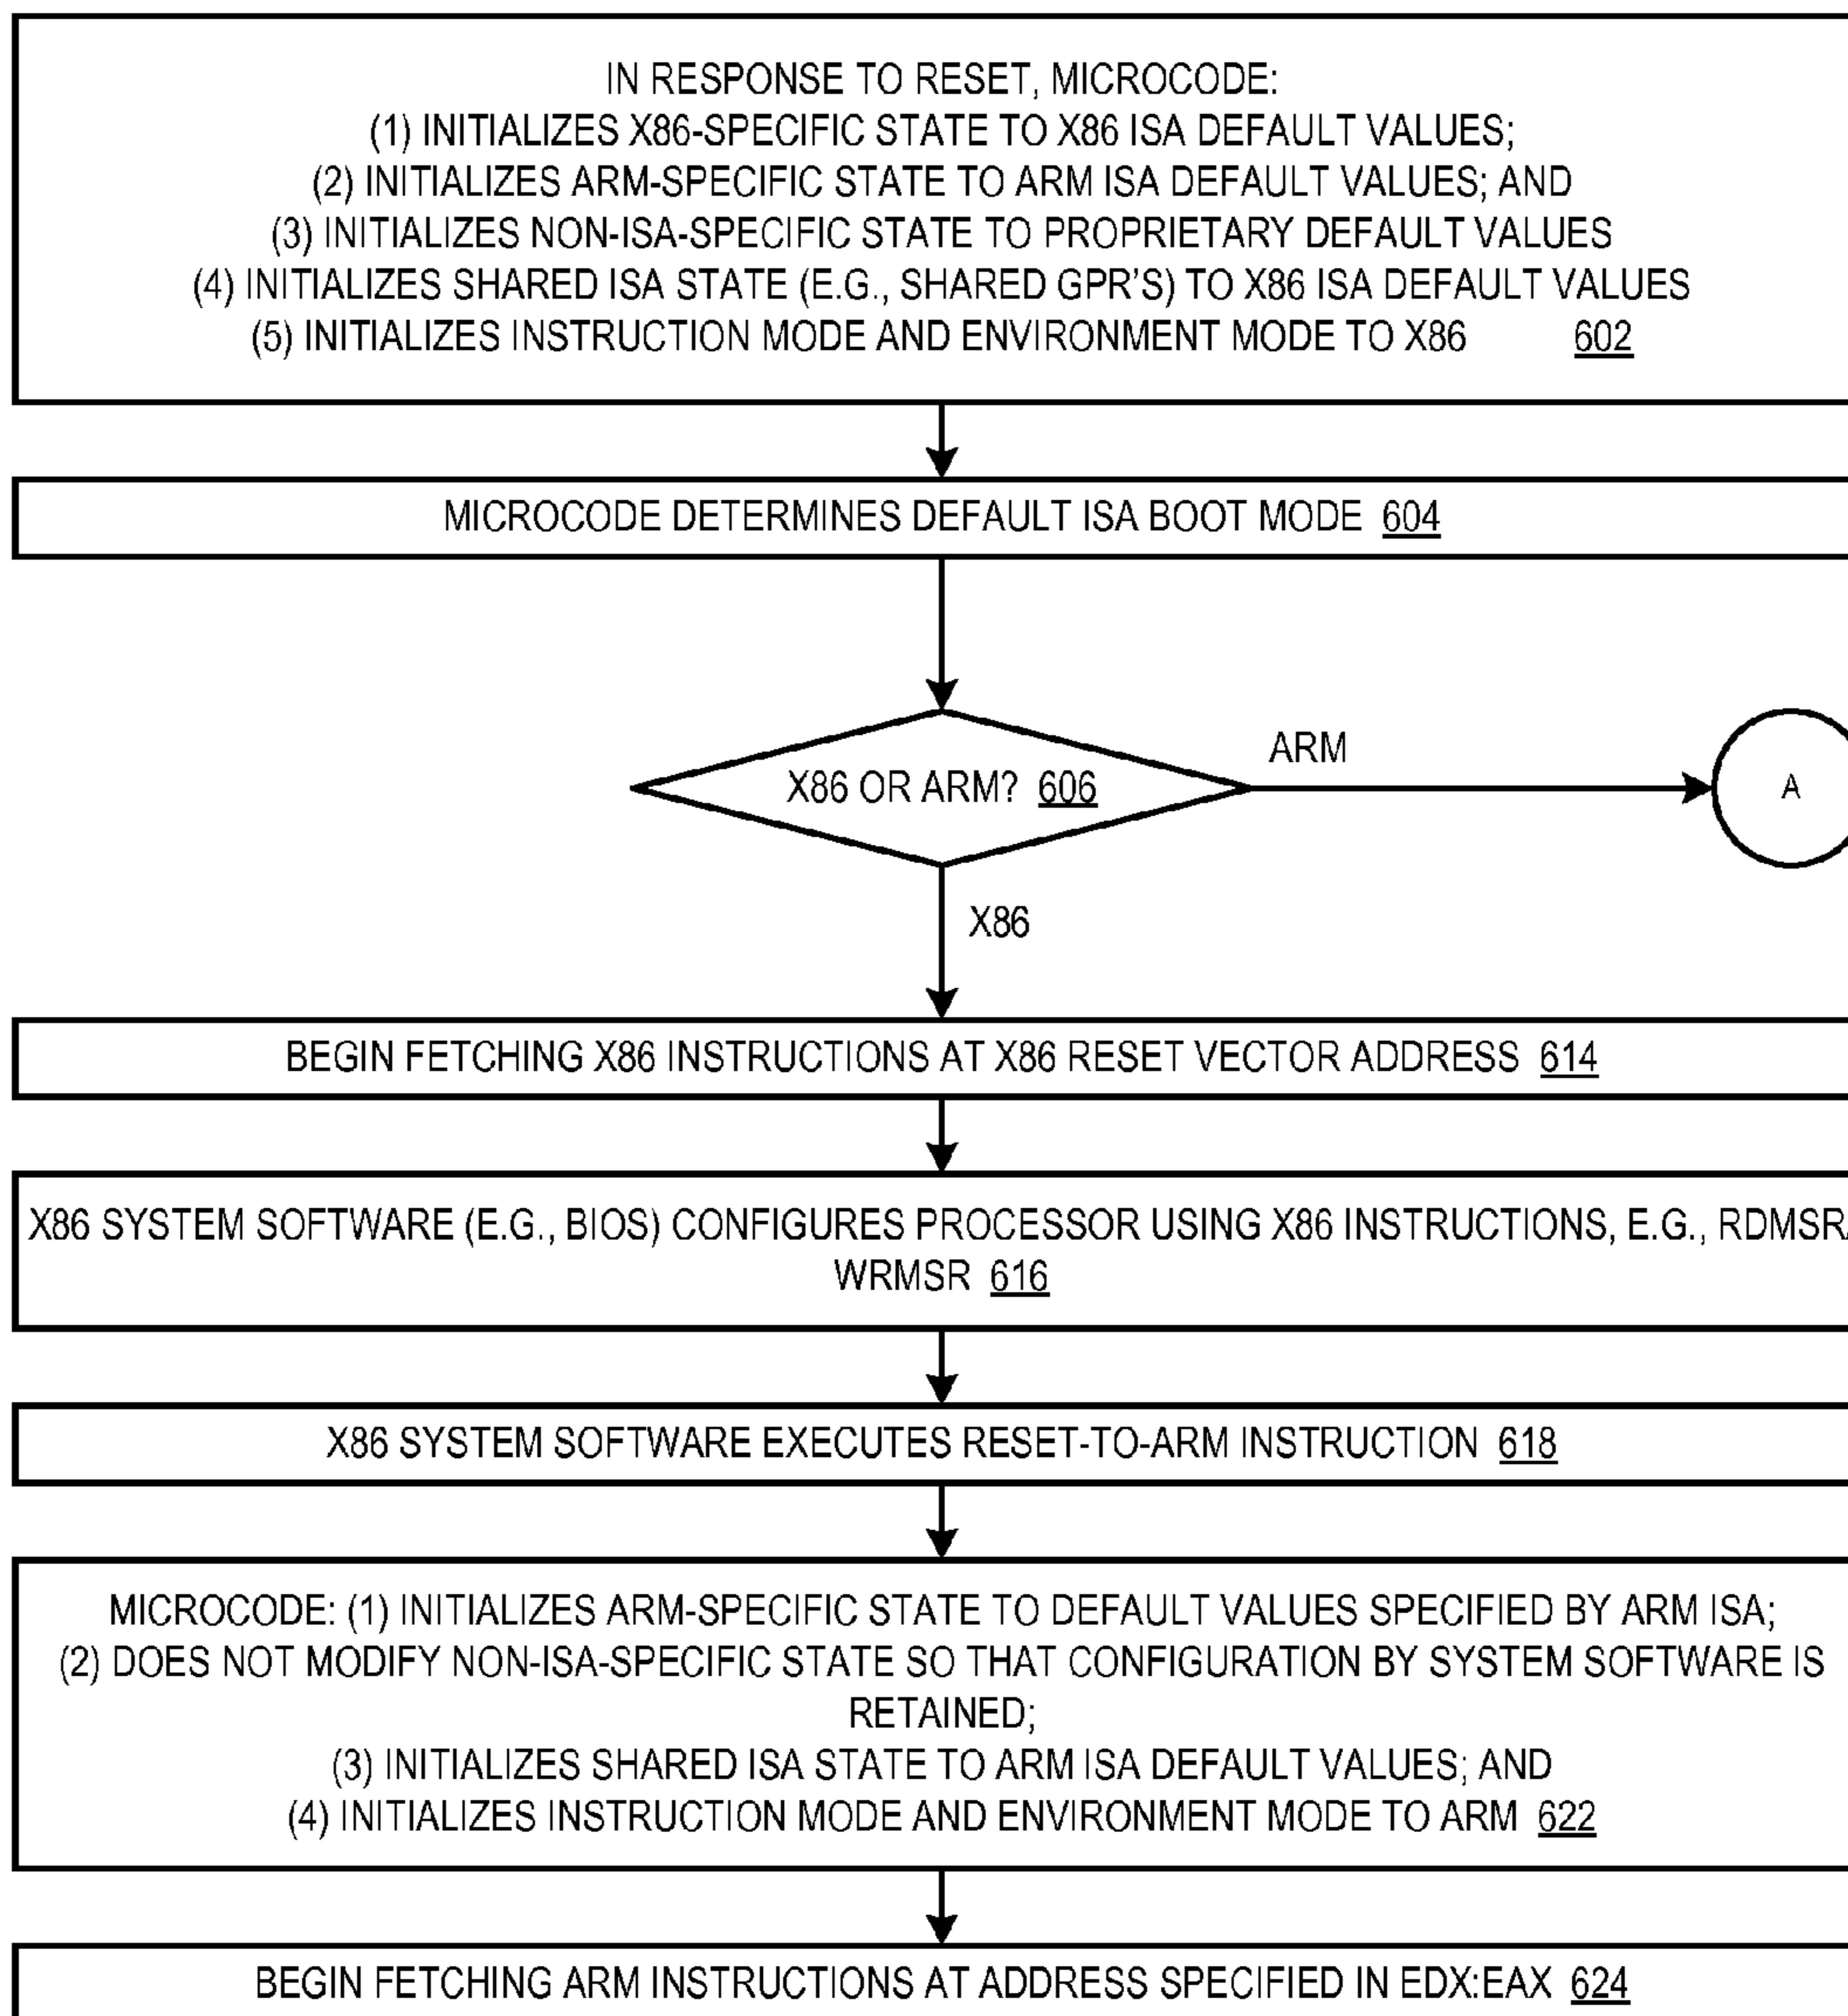 IN RESPONSE TO RESET, MICROCODE:
(1) INITIALIZES X86-SPECIFIC STATE TO X86 ISA DEFAULT VALUES;
(2) INITIALIZES ARM-SPECIFIC STATE TO ARM ISA DEFAULT VALUES; AND
(3) INITIALIZES NON-ISA-SPECIFIC STATE TO PROPRIETARY DEFAULT VALUES
(4) INITIALIZES SHARED ISA STATE (E.G., SHARED GPR'S) TO X86 ISA DEFAULT VALUES
(5) INITIALIZES INSTRUCTION MODE AND ENVIRONMENT MODE TO X86 602
MICROCODE DETERMINES DEFAULT ISA BOOT MODE 604
ARM
X86 OR ARM? 606
A
X86
BEGIN FETCHING X86 INSTRUCTIONS AT X86 RESET VECTOR ADDRESS 614
X86 SYSTEM SOFTWARE (E.G., BIOS) CONFIGURES PROCESSOR USING X86 INSTRUCTIONS, E.G., RDMSR/
WRMSR 616
X86 SYSTEM SOFTWARE EXECUTES RESET-TO-ARM INSTRUCTION 618
MICROCODE: (1) INITIALIZES ARM-SPECIFIC STATE TO DEFAULT VALUES SPECIFIED BY ARM ISA;
(2) DOES NOT MODIFY NON-ISA-SPECIFIC STATE SO THAT CONFIGURATION BY SYSTEM SOFTWARE IS
RETAINED;
(3) INITIALIZES SHARED ISA STATE TO ARM ISA DEFAULT VALUES; AND
(4) INITIALIZES INSTRUCTION MODE AND ENVIRONMENT MODE TO ARM 622
BEGIN FETCHING ARM INSTRUCTIONS AT ADDRESS SPECIFIED IN EDX:EAX 624